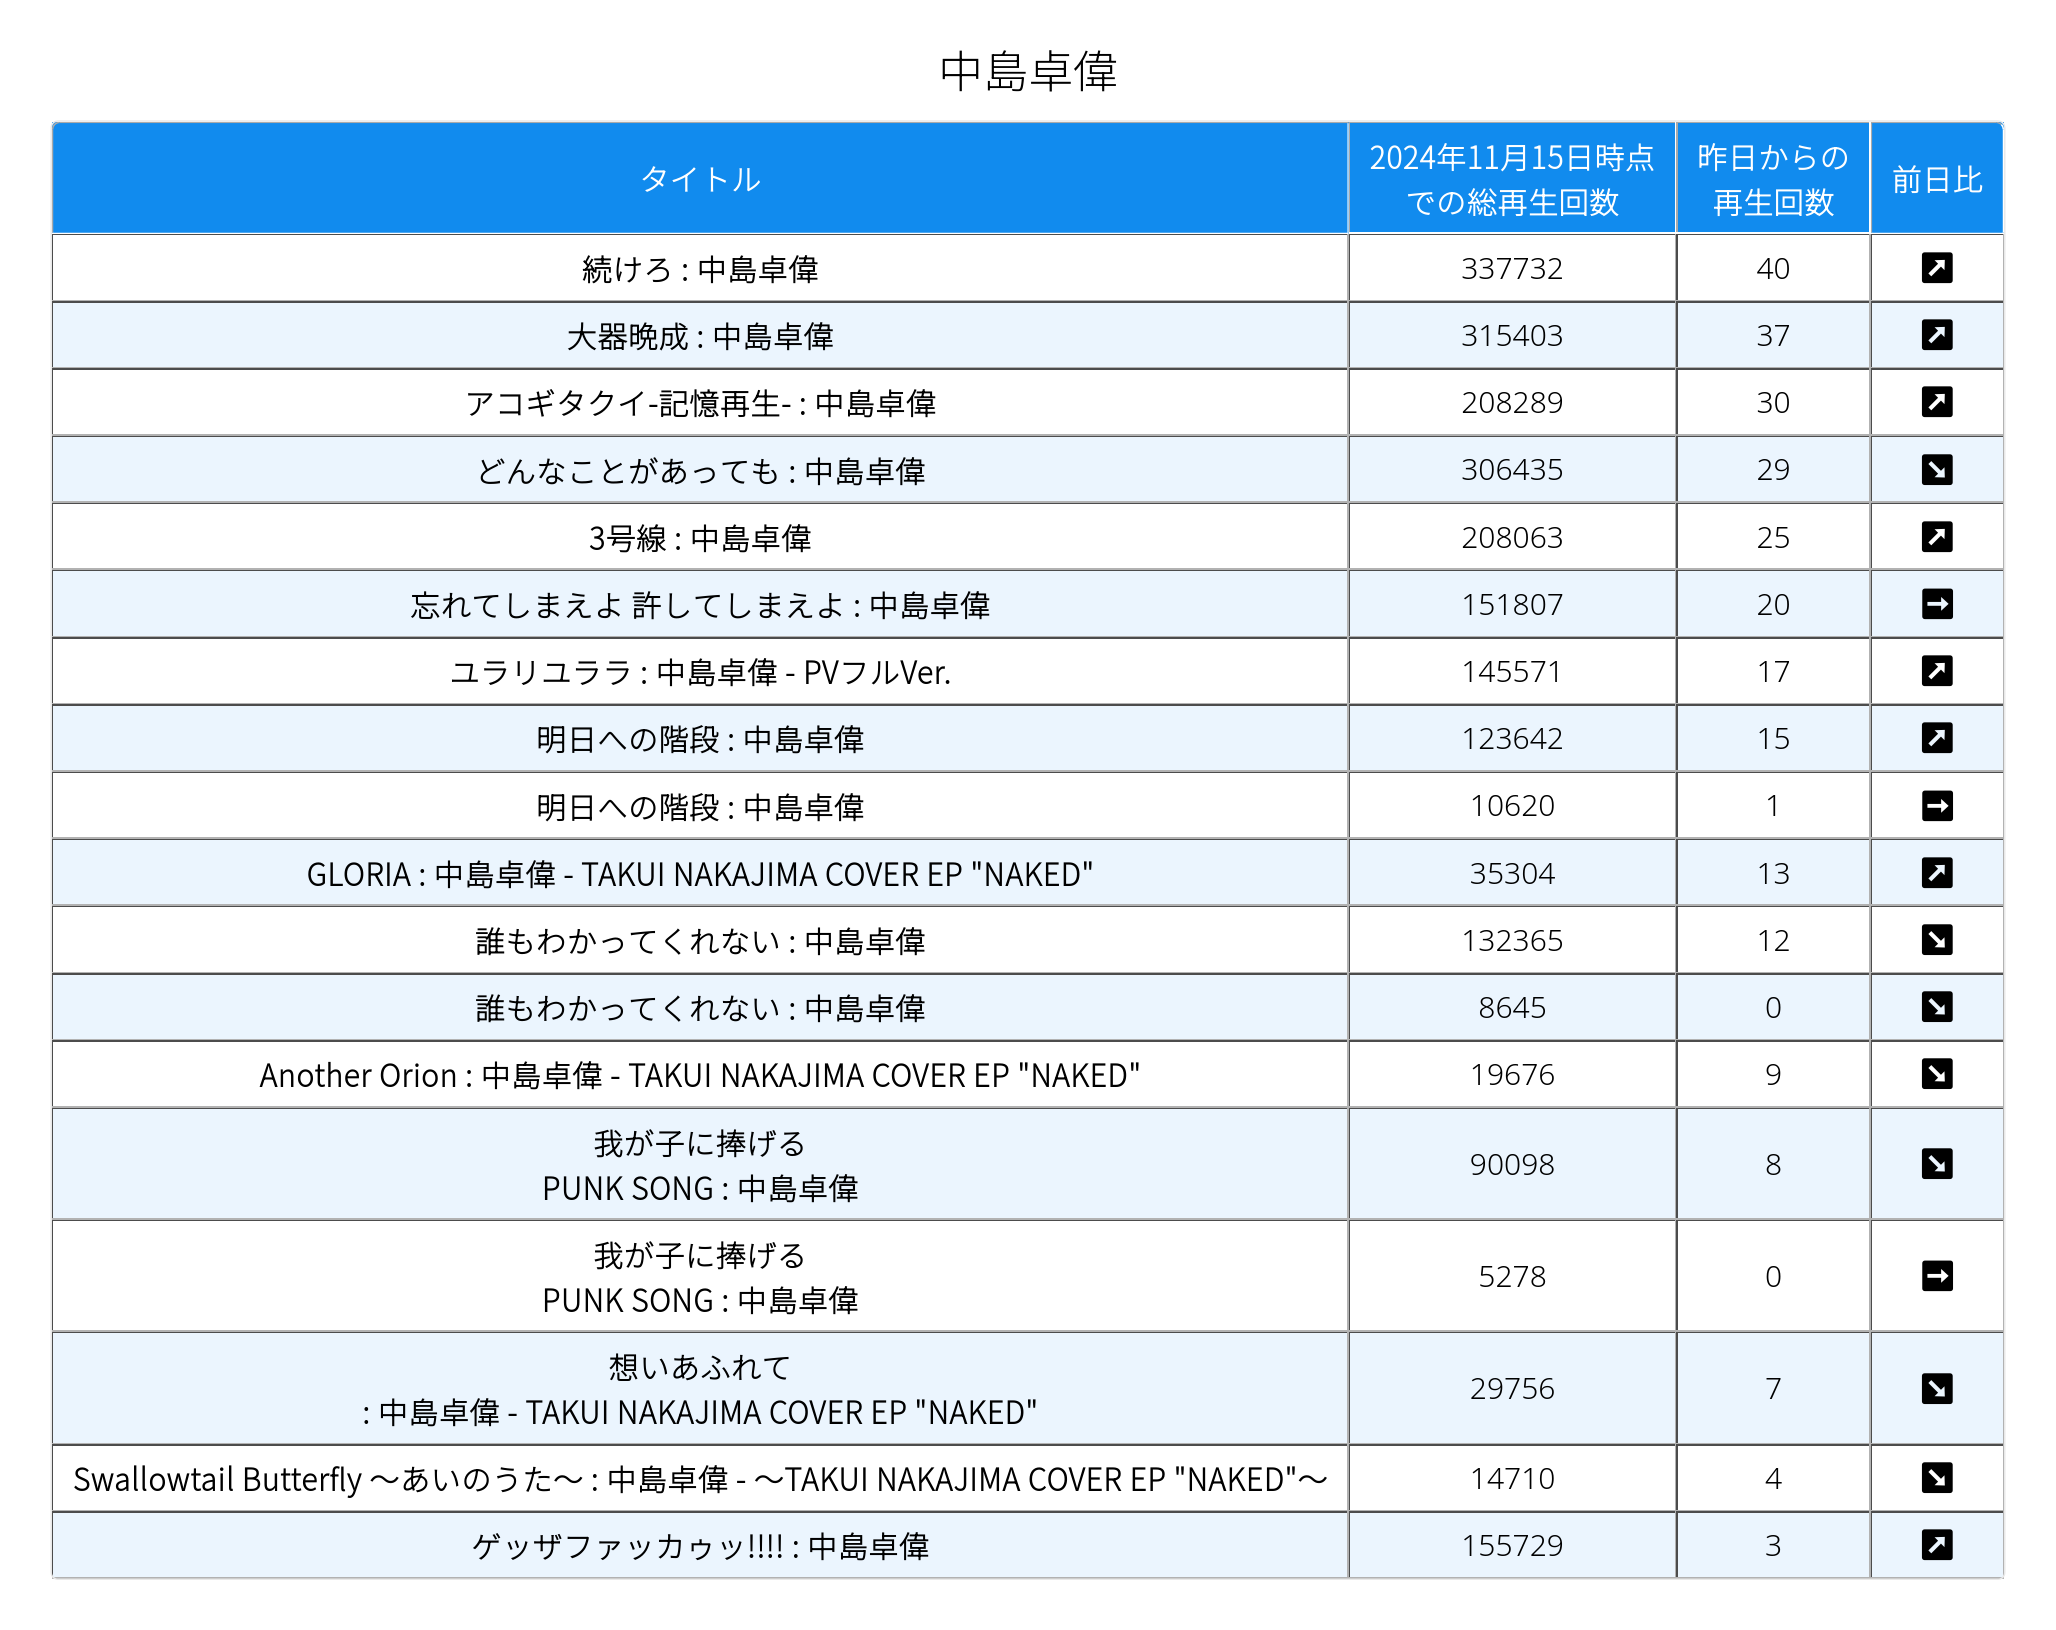 中島卓偉
タイトル
2024年11月15日時点
での総再生回数
昨日からの
再生回数
前日比
続けろ : 中島卓偉 337732 40
大器晩成 : 中島卓偉 315403 37
アコギタクイ-記憶再生- : 中島卓偉 208289 30
どんなことがあっても : 中島卓偉 306435 29
3号線 : 中島卓偉 208063 25
忘れてしまえよ 許してしまえよ : 中島卓偉 151807 20
ユラリユララ : 中島卓偉 - PVフルVer. 145571 17
明日への階段 : 中島卓偉 123642 15
明日への階段 : 中島卓偉 10620 1
GLORIA : 中島卓偉 - TAKUI NAKAJIMA COVER EP "NAKED" 35304 13
誰もわかってくれない : 中島卓偉 132365 12
誰もわかってくれない : 中島卓偉 8645 0
Another Orion : 中島卓偉 - TAKUI NAKAJIMA COVER EP "NAKED" 19676 9
我が子に捧げる
PUNK SONG : 中島卓偉 90098 8
我が子に捧げる
PUNK SONG : 中島卓偉 5278 0
想いあふれて
: 中島卓偉 - TAKUI NAKAJIMA COVER EP "NAKED" 29756 7
Swallowtail Butterfly ～あいのうた～ : 中島卓偉 - ～TAKUI NAKAJIMA COVER EP "NAKED"～ 14710 4
ゲッザファッカゥッ!!!! : 中島卓偉 155729 3